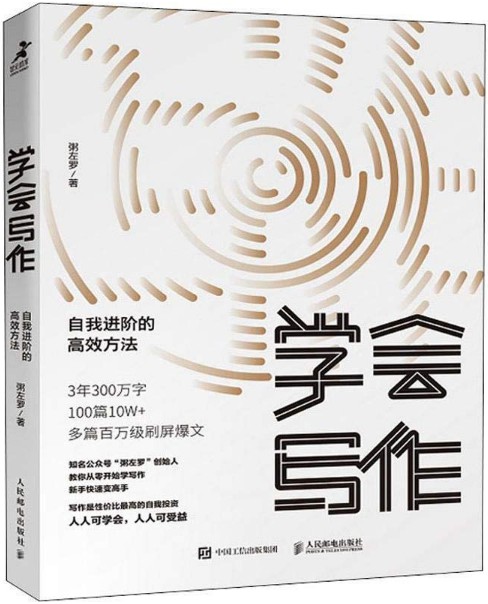 粥左罗/著
自我进阶的
高效方法
学会
写作
3年300万字
100篇10W+
多篇百万级刷屏爆文
知名公众号“粥左罗”创始人
教你从零开始学写作
新手快速变高手
写作是性价比最高的自我投资
人人可学会，人人可受益
中国工信出版集团
人民邮电出版社
学会写作
自我进阶的
高效方法
粥左罗/著
人民邮电出版社